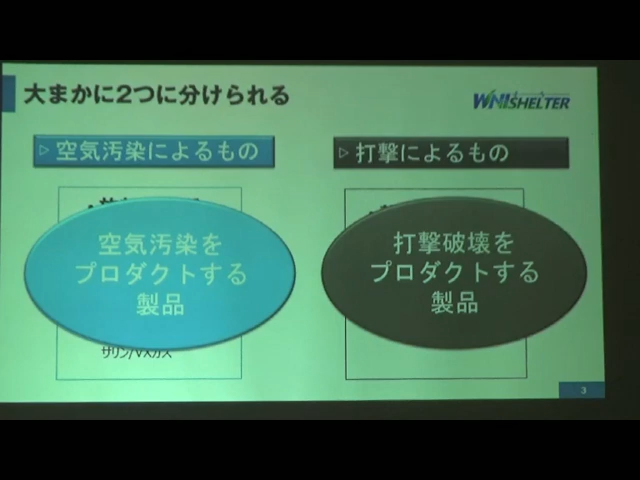 大まかに2つに分けられる
WNI SHELTER
▷ 空気汚染によるもの
▷ 打撃によるもの
空気汚染を
プロダクトする
製品
サリン/VXガス
打撃破壊を
プロダクトする
製品
3